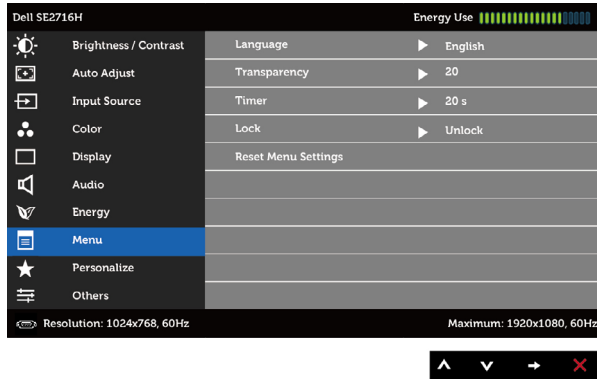 Dell SE2716H Energy Use
Brightness / Contrast
Auto Adjust
Input Source
Color
Display
Audio
Energy
Menu
Personalize
Others
Language English
Transparency 20
Timer 20 s
Lock Unlock
Reset Menu Settings
Resolution: 1024x768, 60Hz Maximum: 1920x1080, 60Hz